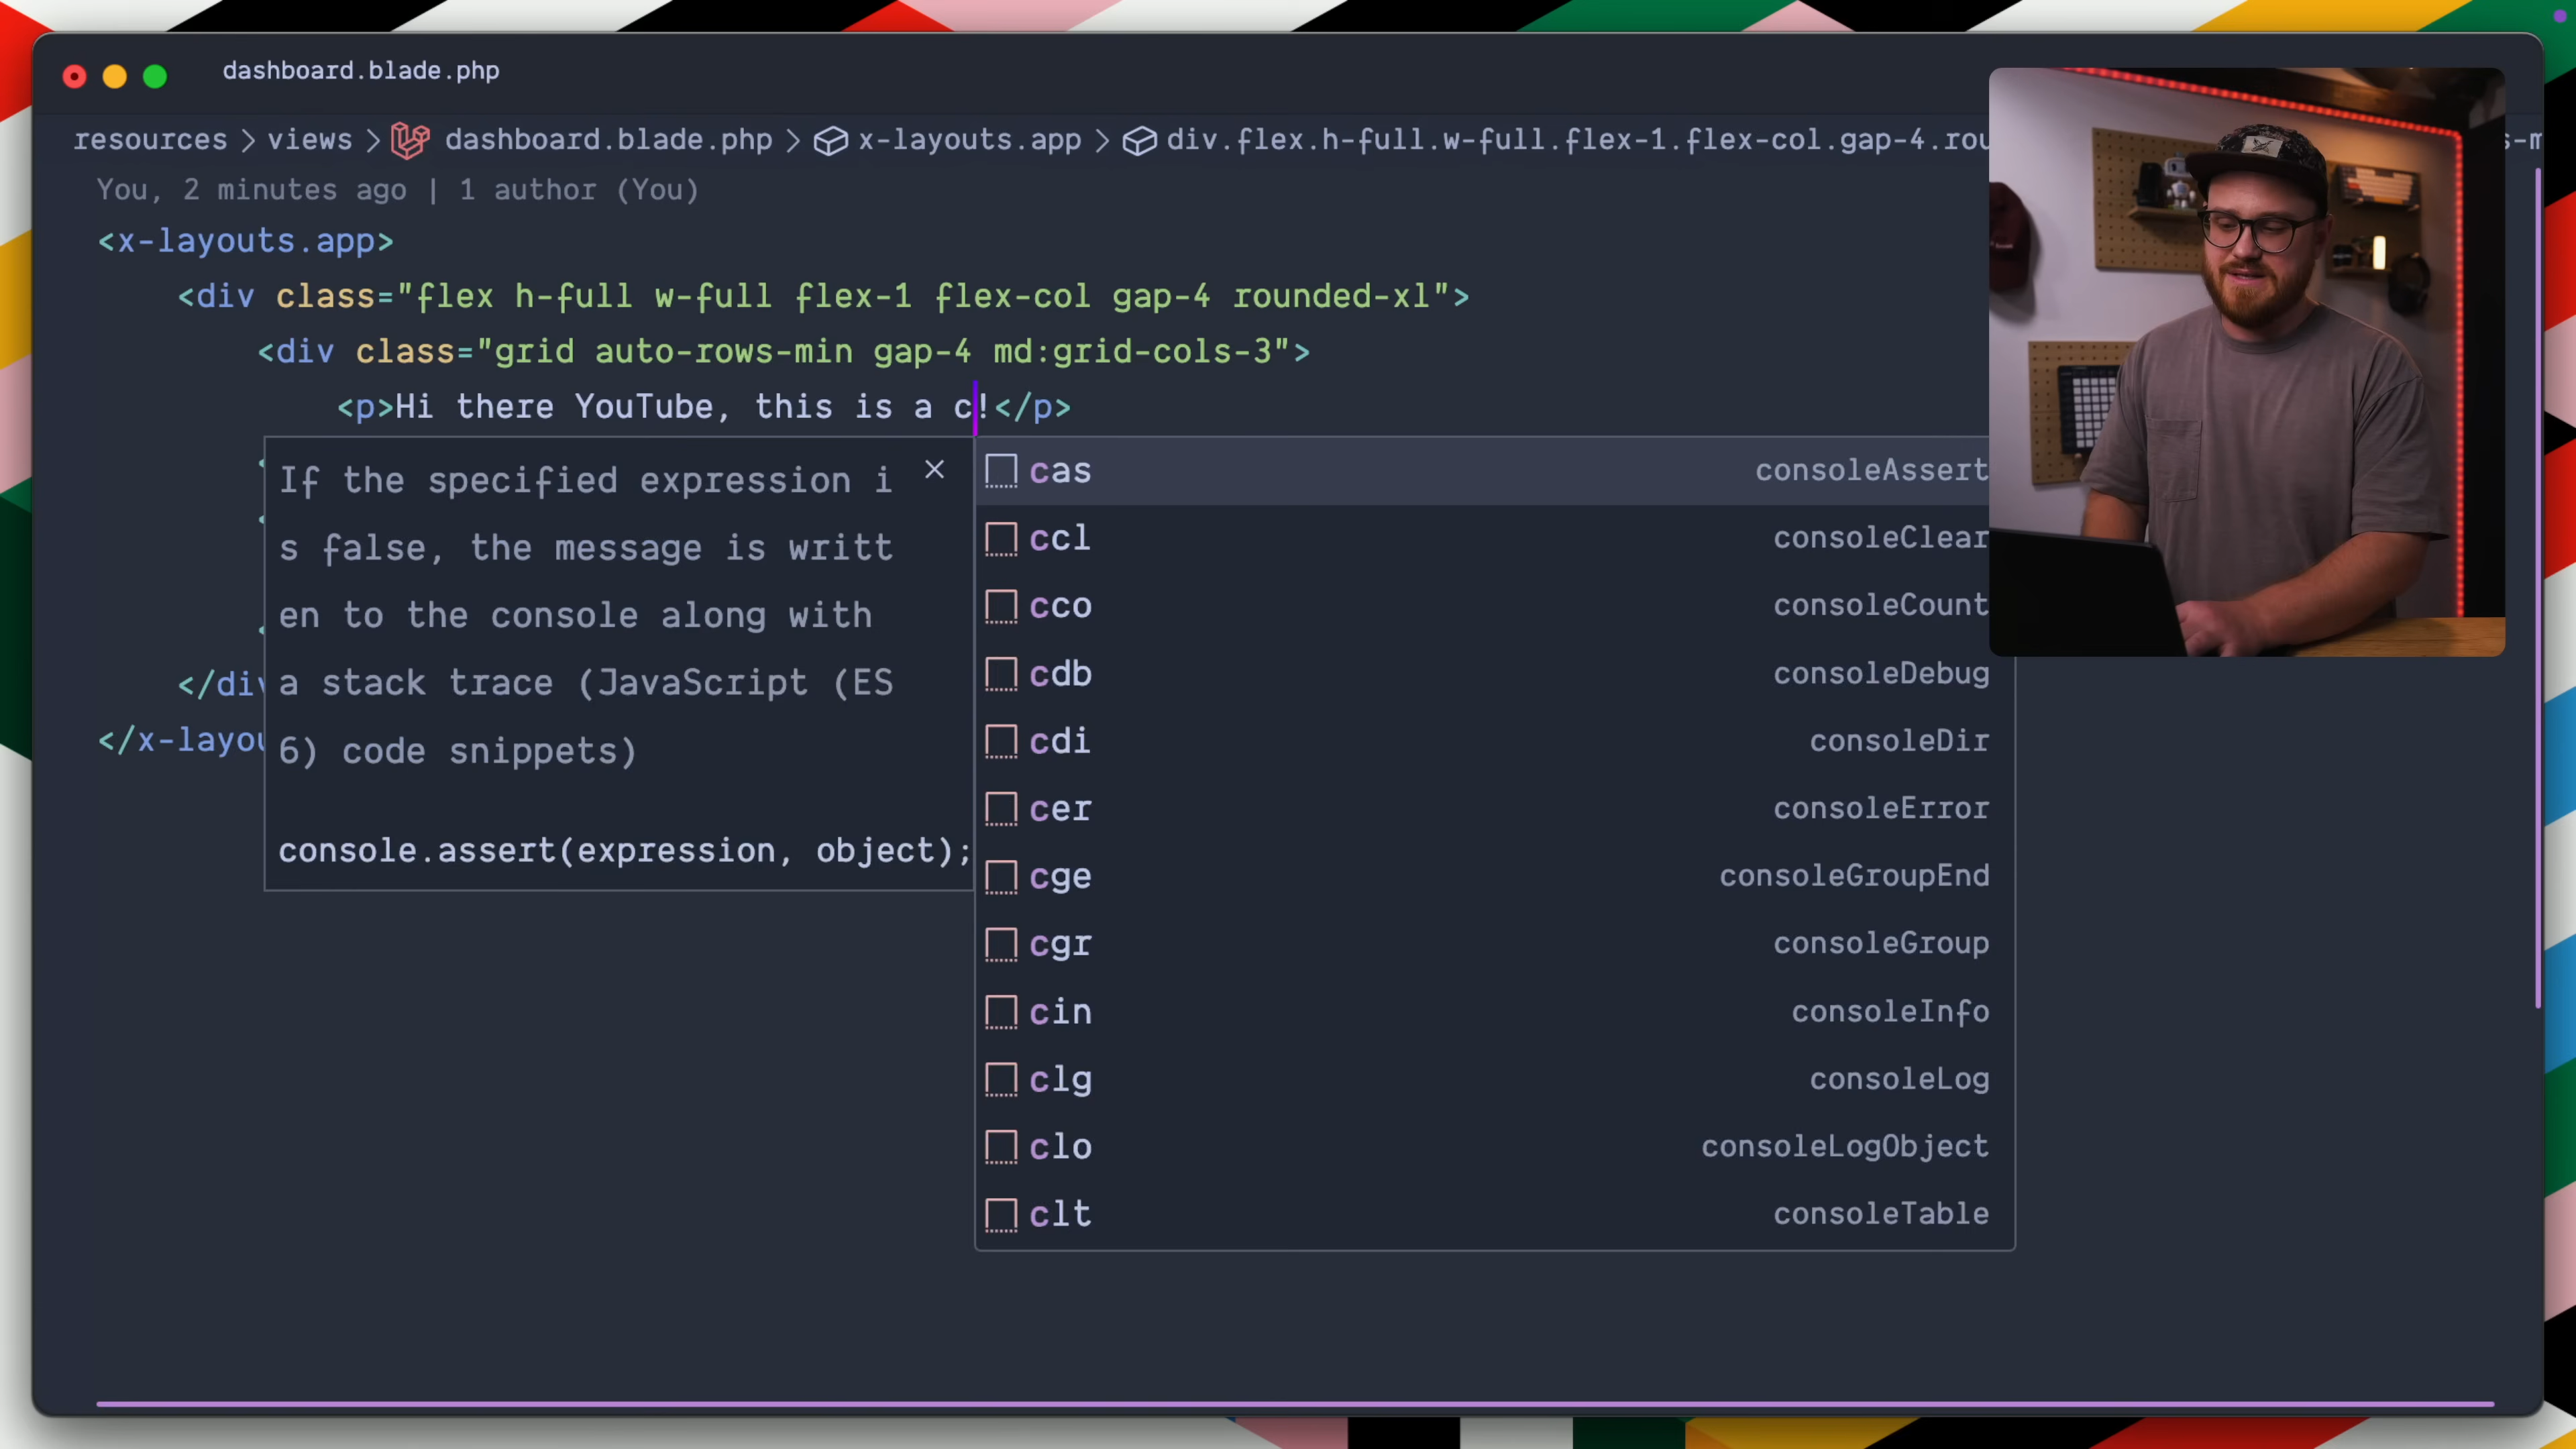 dashboard.blade.php
resources > views > dashboard.blade.php > x-layouts.app > div.flex.h-full.w-full.flex-1.flex-col.gap-4.rou
You, 2 minutes ago | 1 author (You)
<x-layouts.app>
<div class="flex h-full w-full flex-1 flex-col gap-4 rounded-xl">
<div class="grid auto-rows-min gap-4 md:grid-cols-3">
<p>Hi there YouTube, this is a c!</p>
</div
</x-layou
If the specified expression i
s false, the message is writt
en to the console along with
a stack trace (JavaScript (ES
6) code snippets)
console.assert(expression, object);
cas consoleAssert
ccl consoleClear
cco consoleCount
cdb consoleDebug
cdi consoleDir
cer consoleError
cge consoleGroupEnd
cgr consoleGroup
cin consoleInfo
clg consoleLog
clo consoleLogObject
clt consoleTable